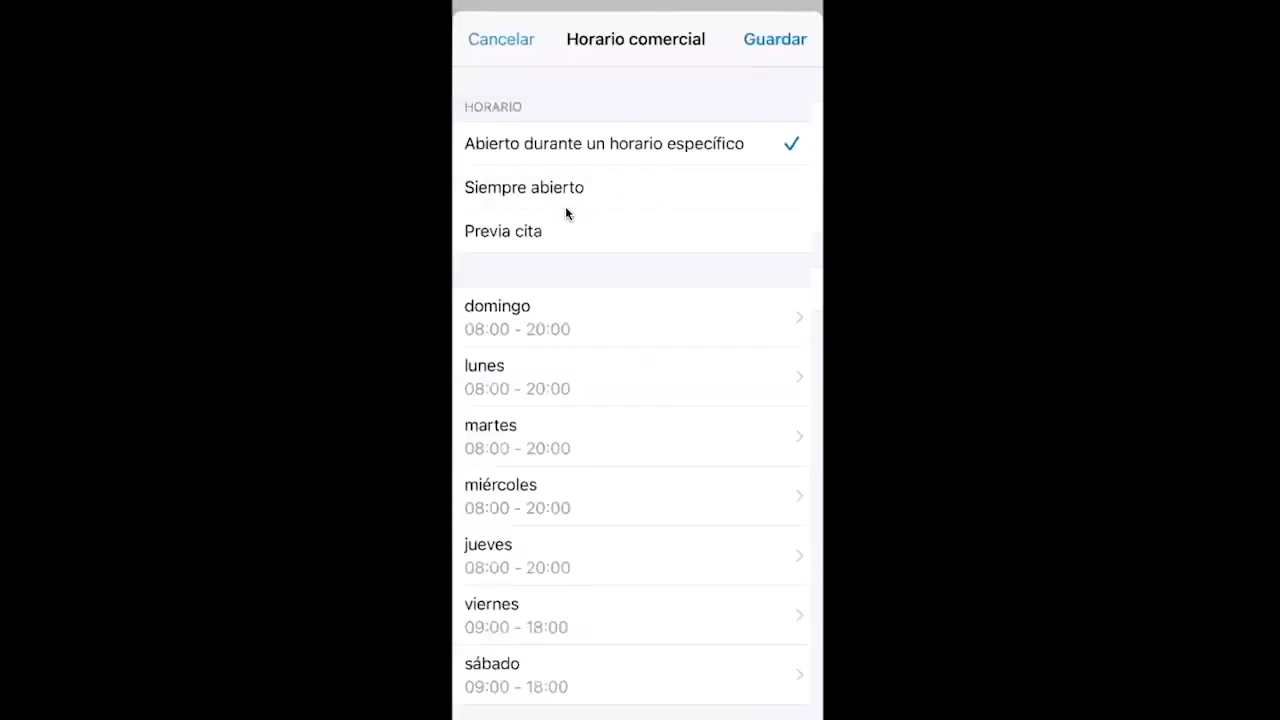 Cancelar Horario comercial Guardar
HORARIO
Abierto durante un horario específico
Siempre abierto
Previa cita
domingo
08:00 - 20:00
lunes
08:00 - 20:00
martes
08:00 - 20:00
miércoles
08:00 - 20:00
jueves
08:00 - 20:00
viernes
09:00 - 18:00
sábado
09:00 - 18:00